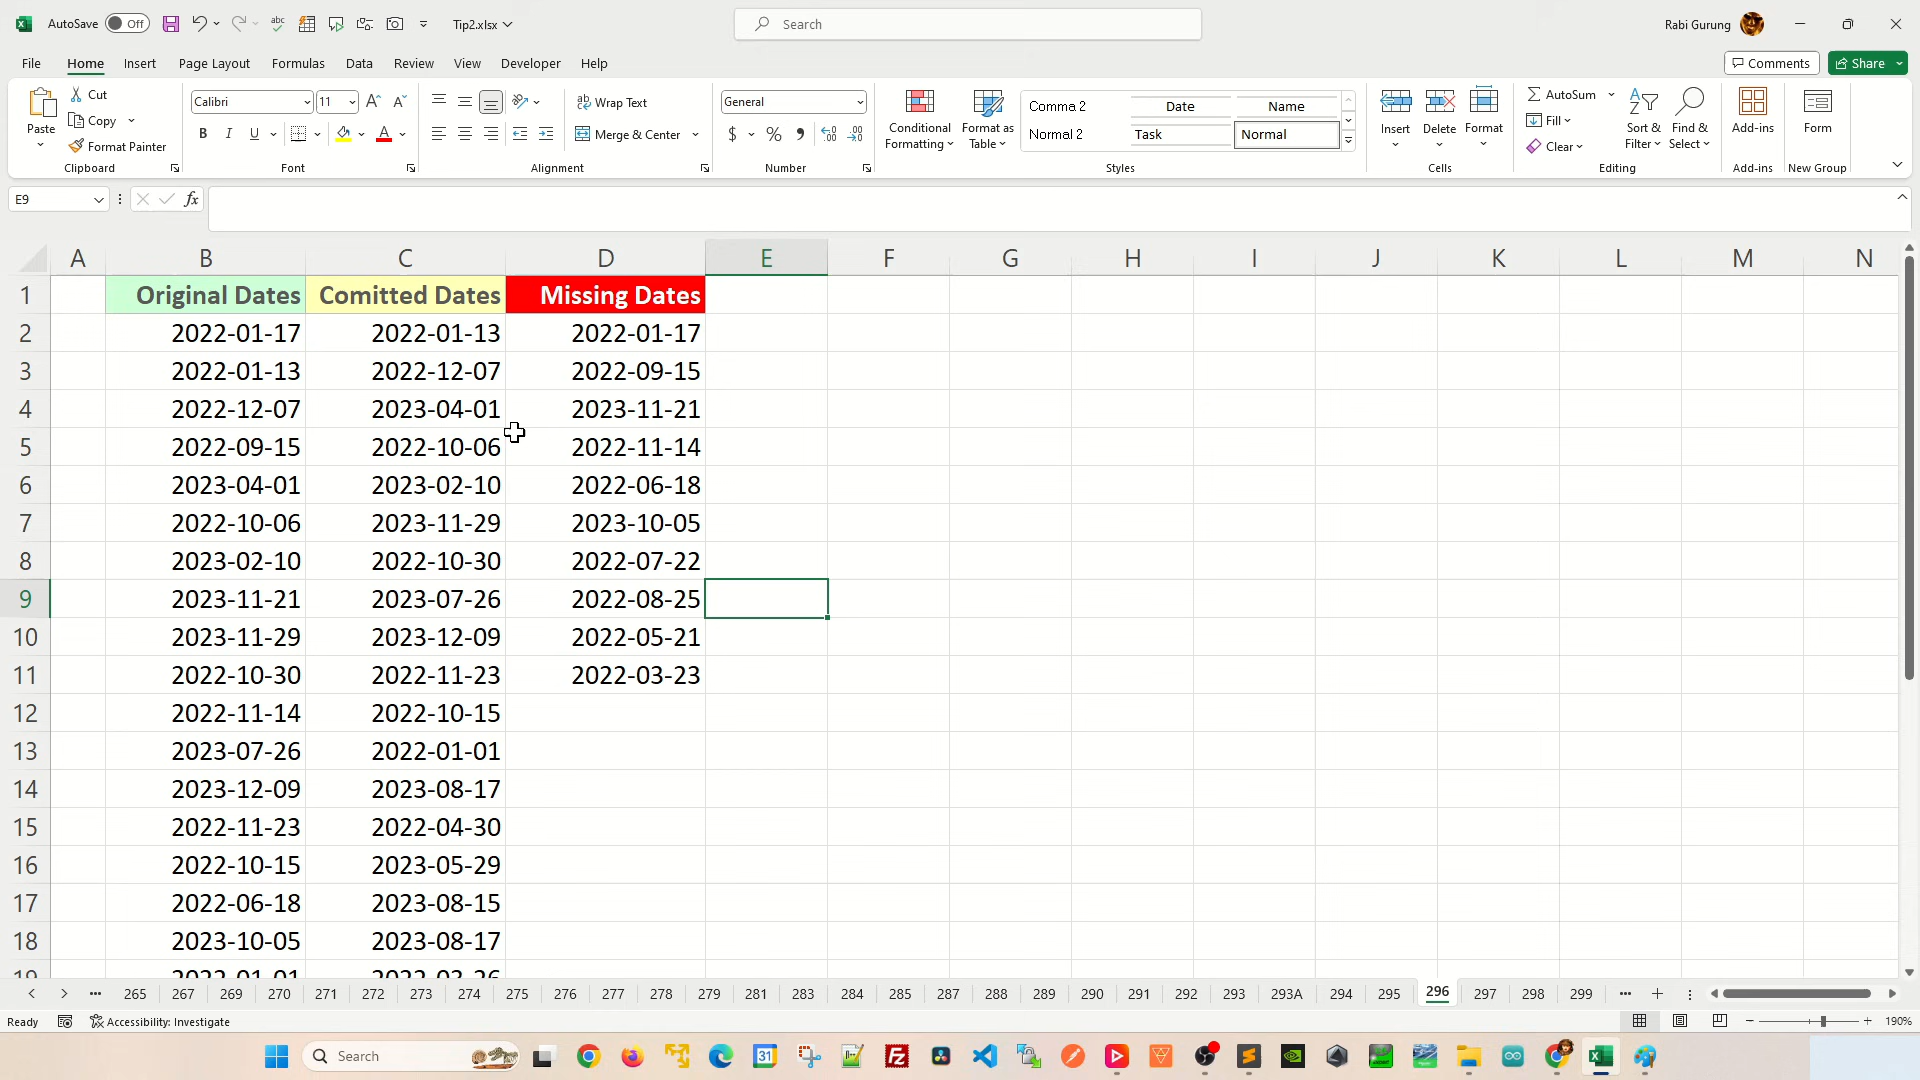 AutoSave Off Tip2.xlsx Search Rabi Gurung
File Home Insert Page Layout Formulas Data Review View Developer Help Comments Share
Paste Cut Copy Format Painter Clipboard
Calibri 11 B I U A Font
Wrap Text Merge & Center Alignment
General $ % Number
Conditional Formatting Format as Table
Comma 2 Date Name
Normal 2 Task Normal
Styles
Insert Delete Format Cells
AutoSum Fill Clear Sort & Filter Find & Select Editing
Add-ins Add-ins
Form New Group
E9 fx
A B C D E F G H I J K L M N
1 Original Dates Comitted Dates Missing Dates
2 2022-01-17 2022-01-13 2022-01-17
3 2022-01-13 2022-12-07 2022-09-15
4 2022-12-07 2023-04-01 2023-11-21
5 2022-09-15 2022-10-06 2022-11-14
6 2023-04-01 2023-02-10 2022-06-18
7 2022-10-06 2023-11-29 2023-10-05
8 2023-02-10 2022-10-30 2022-07-22
9 2023-11-21 2023-07-26 2022-08-25
10 2023-11-29 2023-12-09 2022-05-21
11 2022-10-30 2022-11-23 2022-03-23
12 2022-11-14 2022-10-15
13 2023-07-26 2022-01-01
14 2023-12-09 2023-08-17
15 2022-11-23 2022-04-30
16 2022-10-15 2023-05-29
17 2022-06-18 2023-08-15
18 2023-10-05 2023-08-17
19 2022-01-01 2022-03-26
265 267 269 270 271 272 273 274 275 276 277 278 279 281 283 284 285 287 288 289 290 291 292 293 293A 294 295 296 297 298 299
Ready Accessibility: Investigate 190%
Search